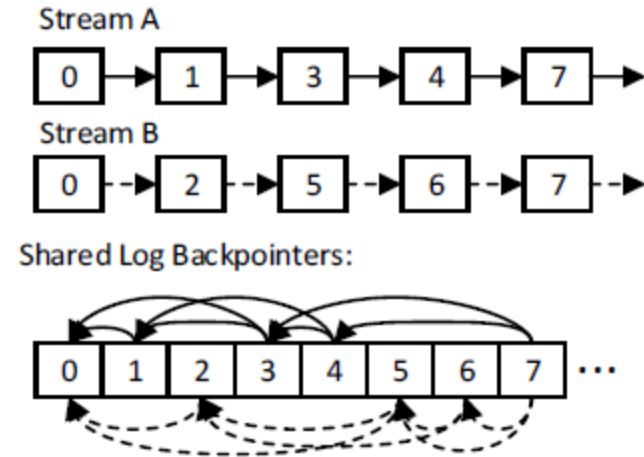 Stream A
0 1 3 4 7
Stream B
0 2 5 6 7
Shared Log Backpointers:
0 1 2 3 4 5 6 7 ...